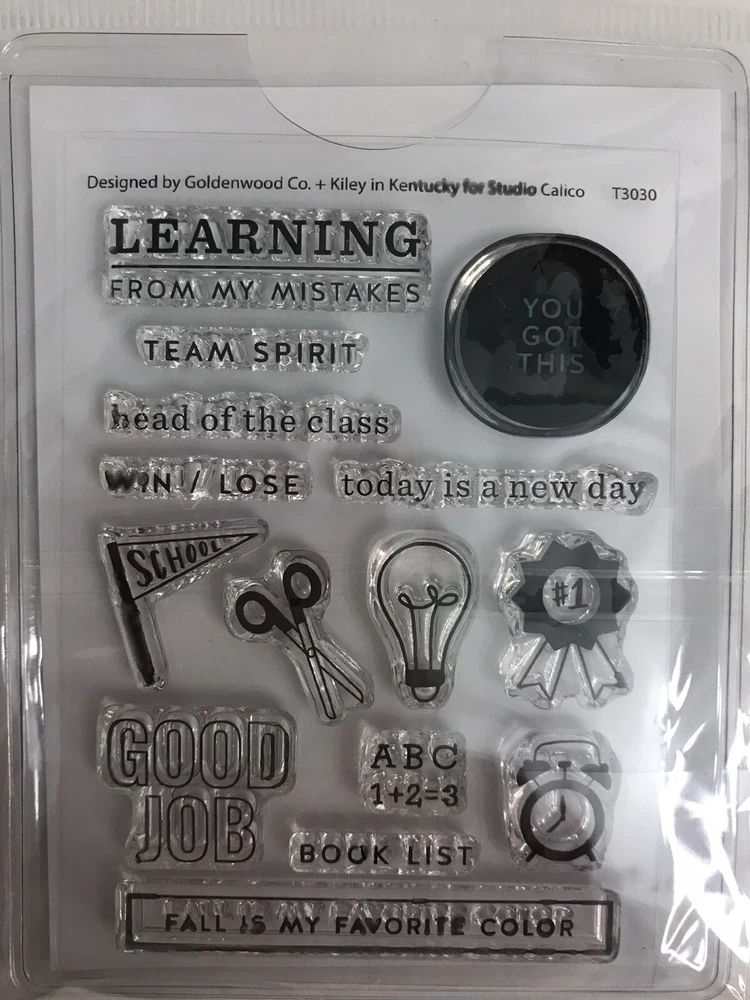 Designed by Goldenwood Co. + Kiley in Kentucky for Studio Calico T3030
LEARNING
FROM MY MISTAKES
YOU
GOT
THIS
TEAM SPIRIT
head of the class
WIN / LOSE
today is a new day
SCHOOL
#1
GOOD
JOB
ABC
1+2=3
BOOK LIST
FALL IS MY FAVORITE COLOR